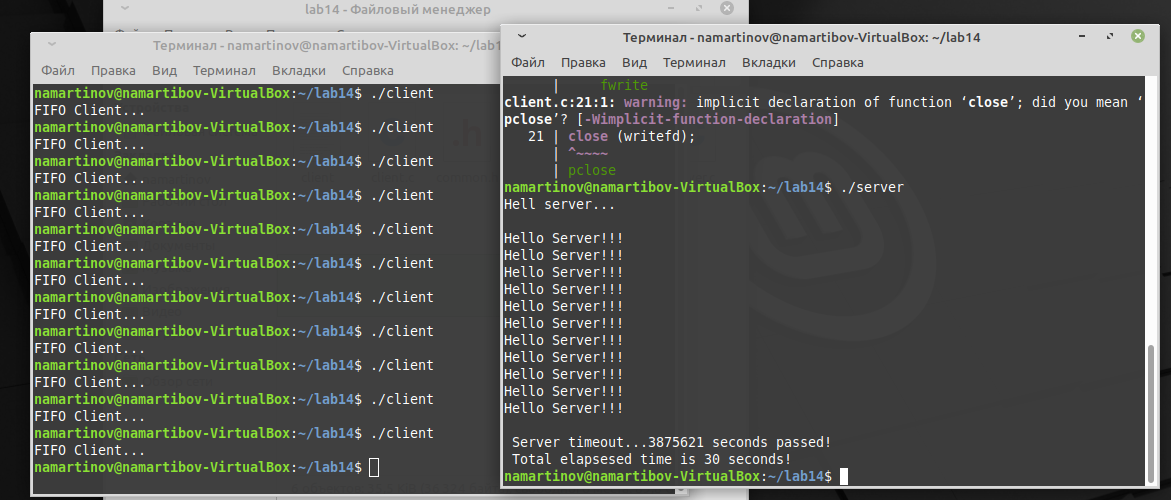 lab14 - Файловый менеджер
Терминал - namartinov@namartibov-VirtualBox: ~/lab1
Файл Правка Вид Терминал Вкладки Справка
namartinov@namartibov-VirtualBox:~/lab14$ ./client
FIFO Client...
namartinov@namartibov-VirtualBox:~/lab14$ ./client
FIFO Client...
namartinov@namartibov-VirtualBox:~/lab14$ ./client
FIFO Client...
namartinov@namartibov-VirtualBox:~/lab14$ ./client
FIFO Client...
namartinov@namartibov-VirtualBox:~/lab14$ ./client
FIFO Client...
namartinov@namartibov-VirtualBox:~/lab14$ ./client
FIFO Client...
namartinov@namartibov-VirtualBox:~/lab14$ ./client
FIFO Client...
namartinov@namartibov-VirtualBox:~/lab14$ ./client
FIFO Client...
namartinov@namartibov-VirtualBox:~/lab14$ ./client
FIFO Client...
namartinov@namartibov-VirtualBox:~/lab14$ ./client
FIFO Client...
namartinov@namartibov-VirtualBox:~/lab14$ ./client
FIFO Client...
namartinov@namartibov-VirtualBox:~/lab14$
Терминал - namartinov@namartibov-VirtualBox: ~/lab14
Файл Правка Вид Терминал Вкладки Справка
| fwrite
client.c:21:1: warning: implicit declaration of function ‘close’; did you mean ‘
pclose’? [-Wimplicit-function-declaration]
21 | close (writefd);
| ^~~~~
| pclose
namartinov@namartibov-VirtualBox:~/lab14$ ./server
Hell server...
Hello Server!!!
Hello Server!!!
Hello Server!!!
Hello Server!!!
Hello Server!!!
Hello Server!!!
Hello Server!!!
Hello Server!!!
Hello Server!!!
Hello Server!!!
Hello Server!!!
Server timeout...3875621 seconds passed!
Total elapsesed time is 30 seconds!
namartinov@namartibov-VirtualBox:~/lab14$